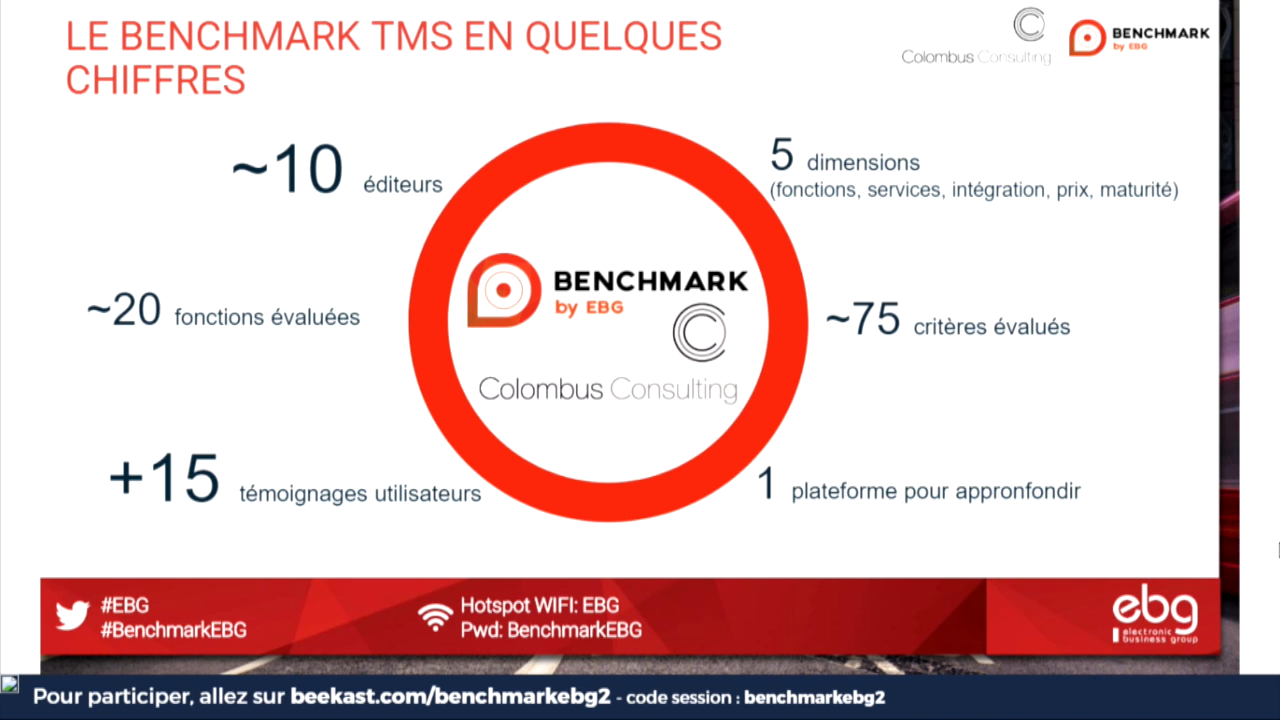 LE BENCHMARK TMS EN QUELQUES
CHIFFRES
Colombus Consulting
BENCHMARK
by EBG
~10 éditeurs
5 dimensions
(fonctions, services, intégration, prix, maturité)
BENCHMARK
by EBG
Colombus Consulting
~20 fonctions évaluées
~75 critères évalués
+15 témoignages utilisateurs
1 plateforme pour appronfondir
#EBG
#BenchmarkEBG
Hotspot WIFI: EBG
Pwd: BenchmarkEBG
ebg
electronic
business group
Pour participer, allez sur beekast.com/benchmarkebg2 - code session : benchmarkebg2